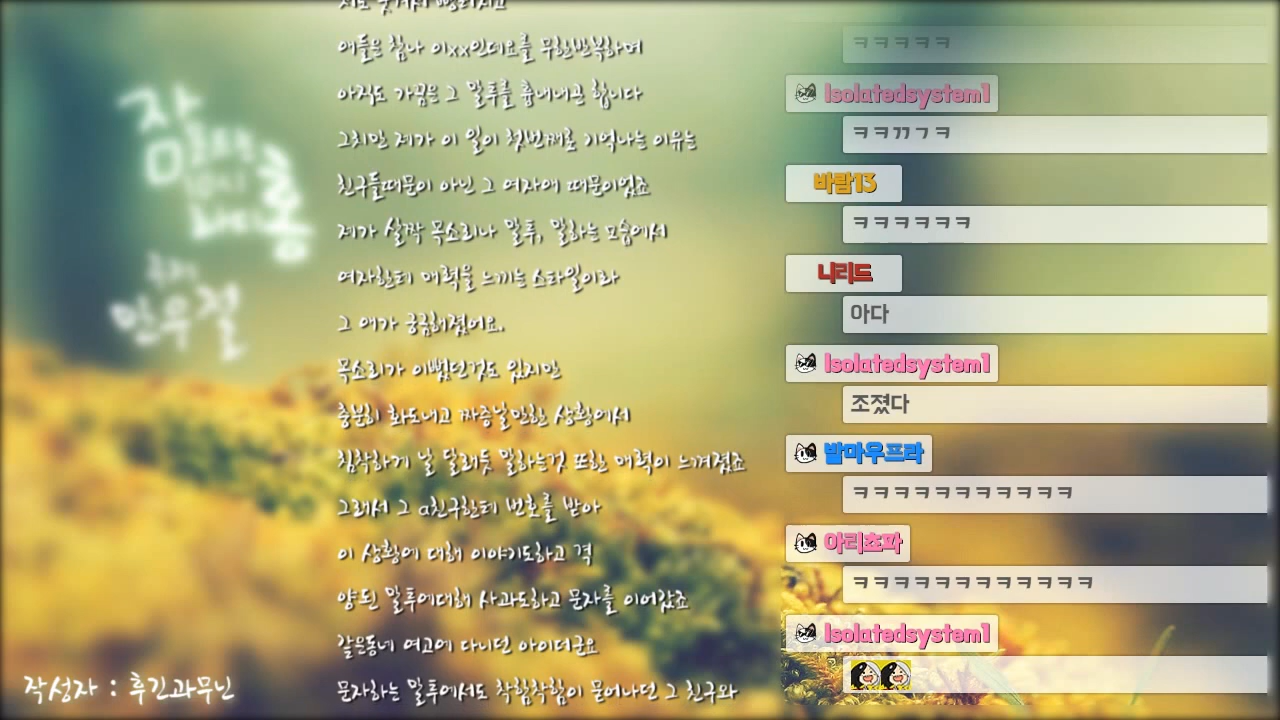 잠
홍
만우절
애들은 참나 이xx인데요를 무한반복하며
아직도 가끔은 그 말투를 흉내내곤 합니다
그치만 제가 이 일이 첫번째로 기억나는 이유는
친구들때문이 아닌 그 여자애 때문이었죠
제가 살짝 목소리나 말투, 말하는 모습에서
여자한테 매력을 느끼는 스타일이라
그 애가 궁금해졌어요.
목소리가 이뻤던것도 있지만
충분히 화도내고 짜증날만한 상황에서
침착하게 날 달래듯 말하는것 또한 매력이 느껴졌죠
그래서 그 a친구한테 번호를 받아
이 상황에 대해 이야기도하고 격
양된 말투에대해 사과도하고 문자를 이어갔죠
같은동네 여고에 다니던 아이더군요
문자하는 말투에서도 착함착함이 묻어나던 그 친구와
작성자 : 후긴과무닌
ㅋㅋㅋㅋㅋ
Isolatedsystem1
ㅋㅋㄲㄱㅋ
바람13
ㅋㅋㅋㅋㅋㅋ
니리드
아다
Isolatedsystem1
조졌다
발마우프라
ㅋㅋㅋㅋㅋㅋㅋㅋㅋㅋㅋ
아리쵸파
ㅋㅋㅋㅋㅋㅋㅋㅋㅋㅋㅋㅋ
Isolatedsystem1